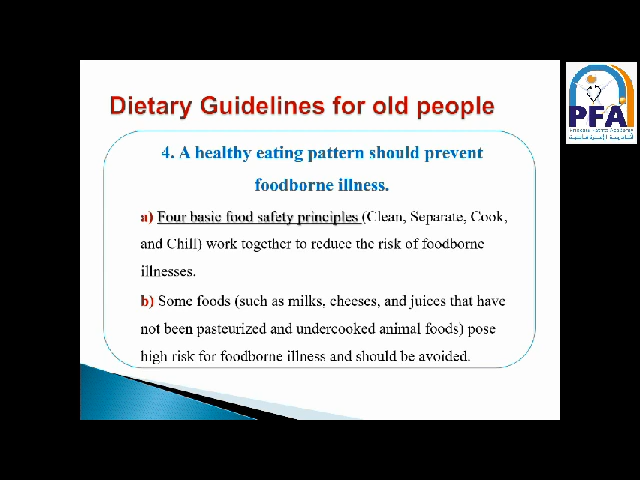 Dietary Guidelines for old people
PFA
4. A healthy eating pattern should prevent
foodborne illness.
a) Four basic food safety principles (Clean, Separate, Cook,
and Chill) work together to reduce the risk of foodborne
illnesses.
b) Some foods (such as milks, cheeses, and juices that have
not been pasteurized and undercooked animal foods) pose
high risk for foodborne illness and should be avoided.